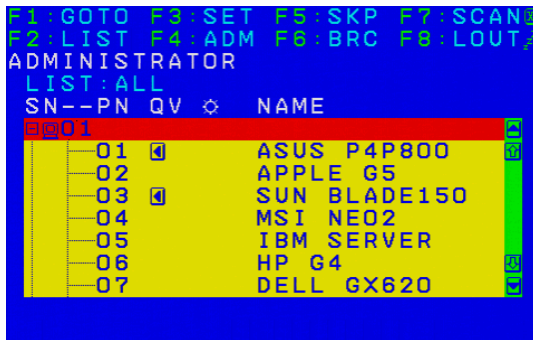 F1:GOTO F3:SET F5:SKP F7:SCAN
F2:LIST F4:ADM F6:BRC F8:LOUT
ADMINISTRATOR
LIST:ALL
SN--PN QV NAME
01
01 ASUS P4P800
02 APPLE G5
03 SUN BLADE150
04 MSI NEO2
05 IBM SERVER
06 HP G4
07 DELL GX620